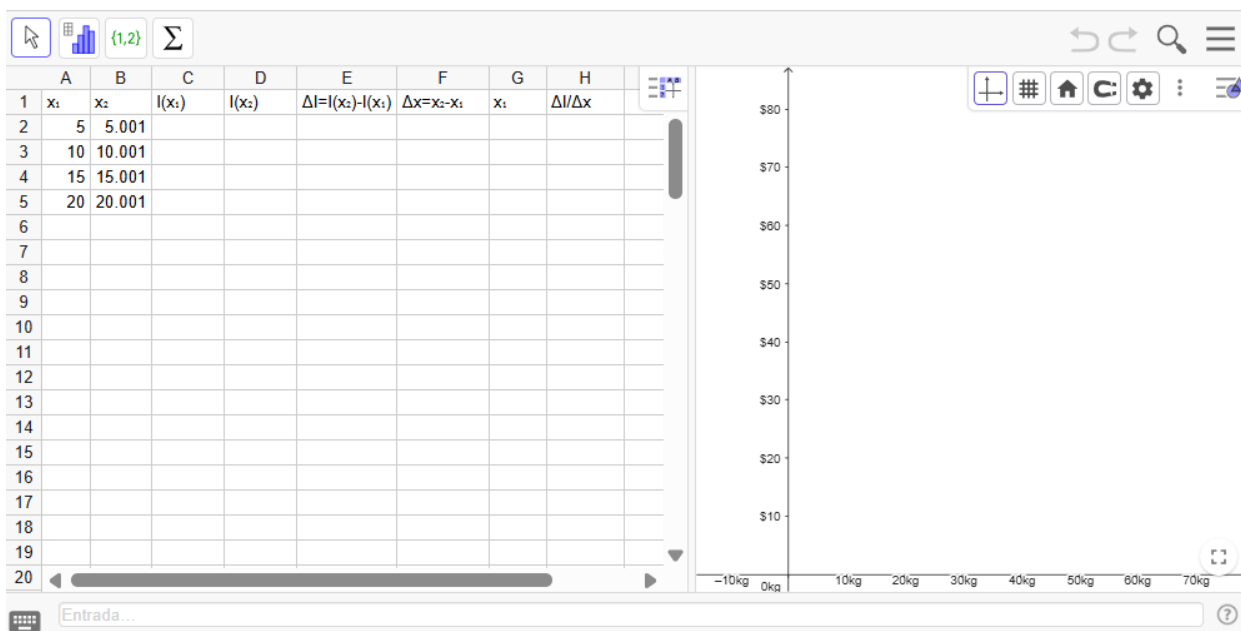 {1,2} Σ
A B C D E F G H
1 x₁ x₂ I(x₁) I(x₂) ΔI=I(x₂)-I(x₁) Δx=x₂-x₁ x₁ ΔI/Δx
2 5 5.001
3 10 10.001
4 15 15.001
5 20 20.001
6
7
8
9
10
11
12
13
14
15
16
17
18
19
20
$80
$70
$60
$50
$40
$30
$20
$10
–10kg 0kg 10kg 20kg 30kg 40kg 50kg 60kg 70kg
Entrada...
?